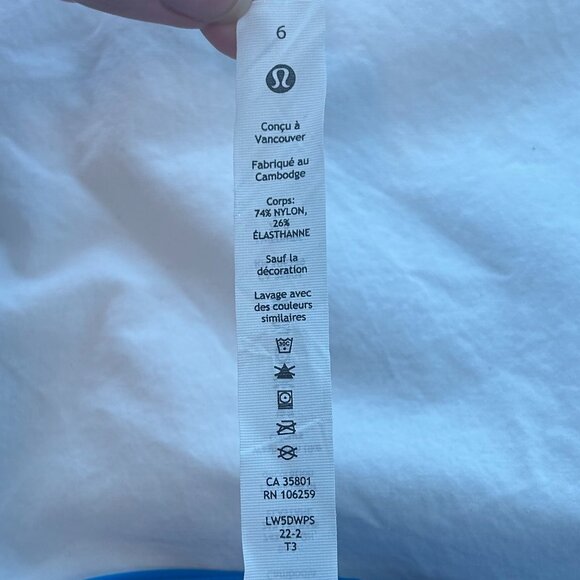 6
Conçu à
Vancouver
Fabriqué au
Cambodge
Corps:
74% NYLON,
26%
ÉLASTHANNE
Sauf la
décoration
Lavage avec
des couleurs
similaires
30C
CA 35801
RN 106259
LW5DWPS
22-2
T3